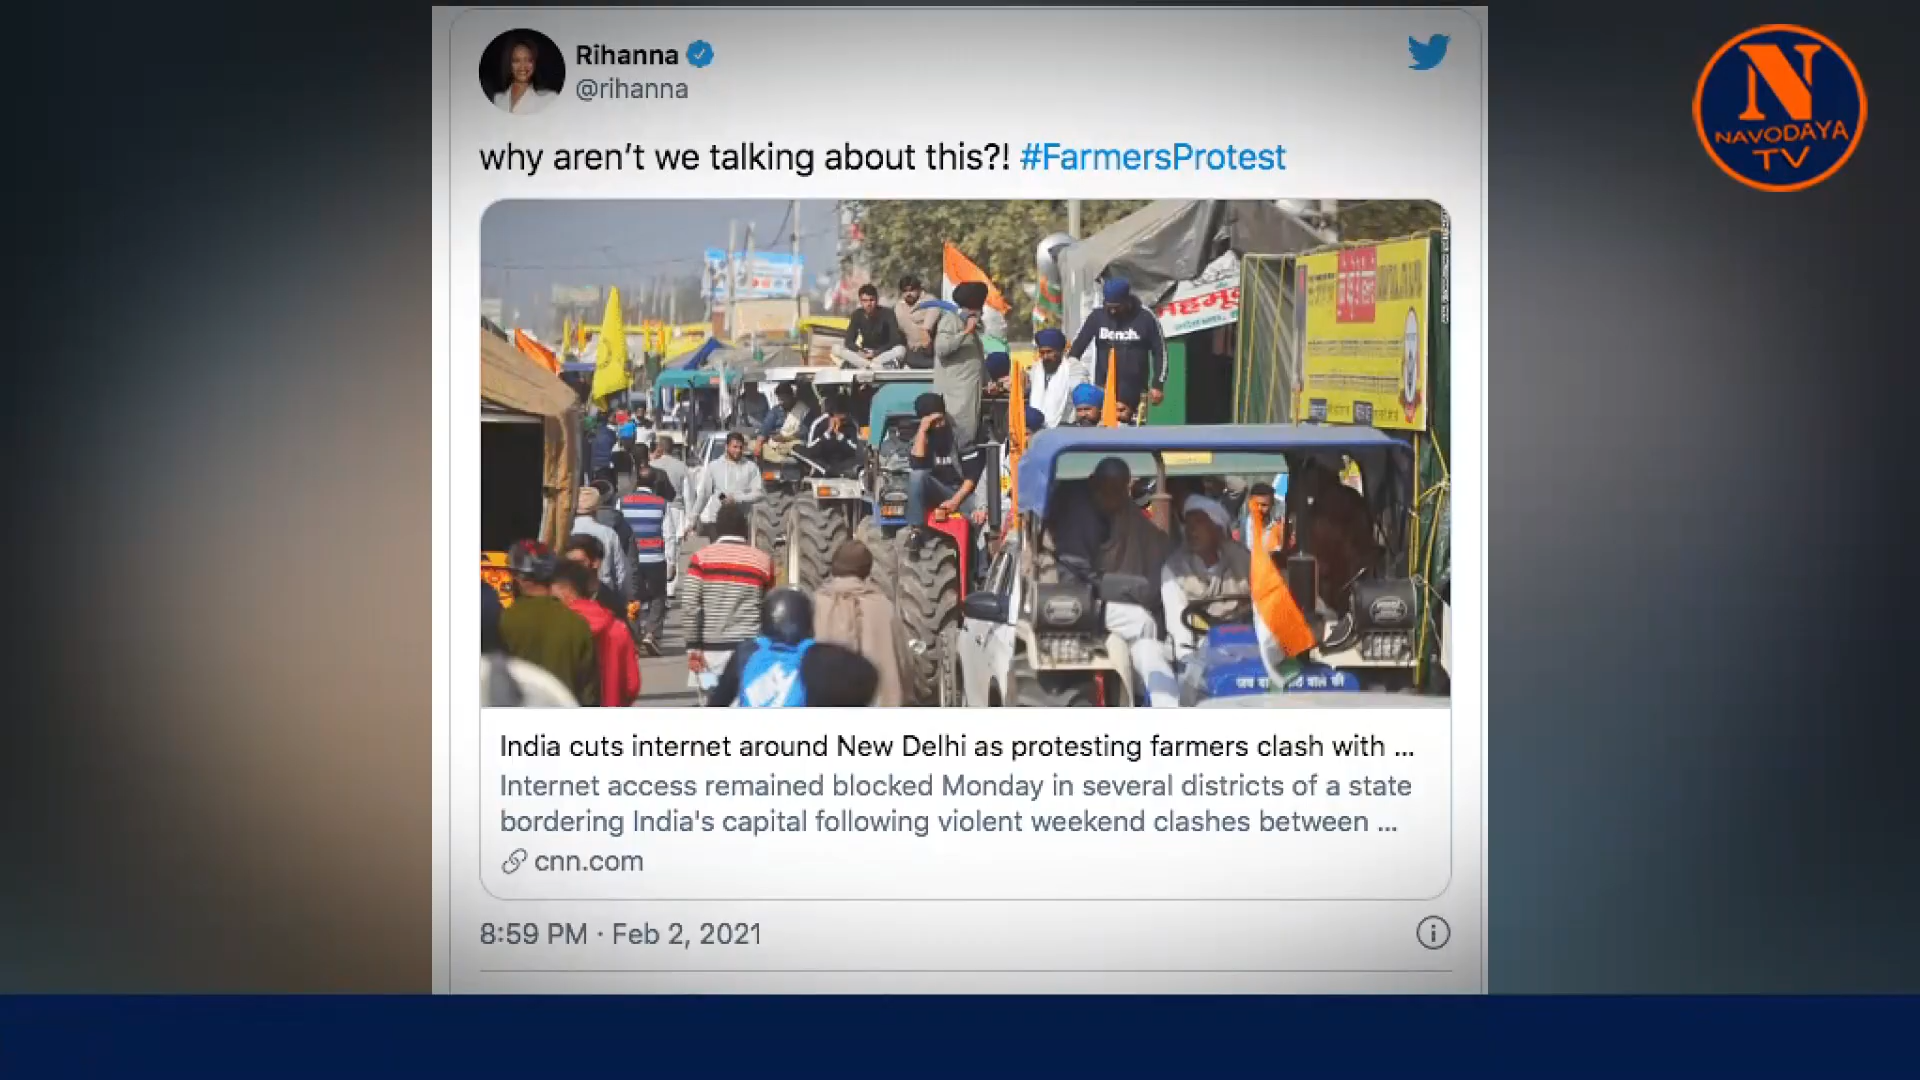 Rihanna
@rihanna
NAVODAYA
TV
why aren't we talking about this?! #FarmersProtest
Bench.
India cuts internet around New Delhi as protesting farmers clash with ...
Internet access remained blocked Monday in several districts of a state
bordering India's capital following violent weekend clashes between ...
cnn.com
8:59 PM · Feb 2, 2021